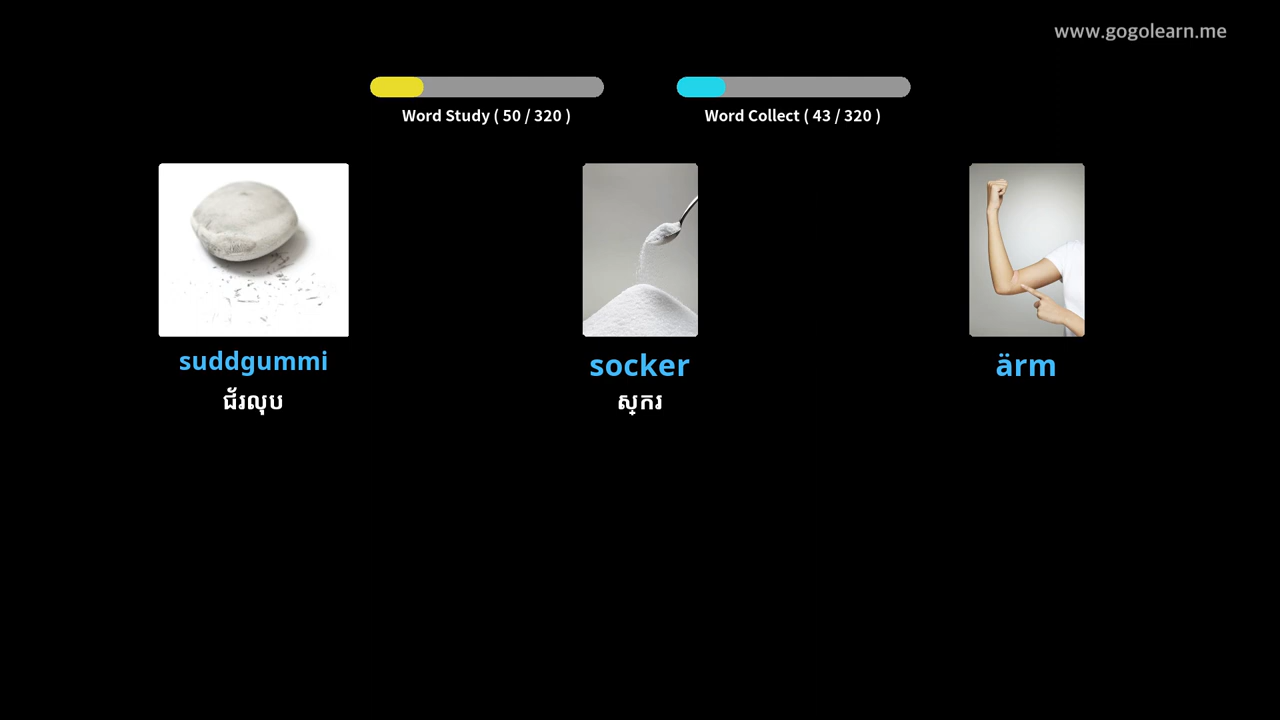 www.gogolearn.me
Word Study ( 50 / 320 )
Word Collect ( 43 / 320 )
suddgummi
socker
ärm
ជ័រលុប
ស្ករ